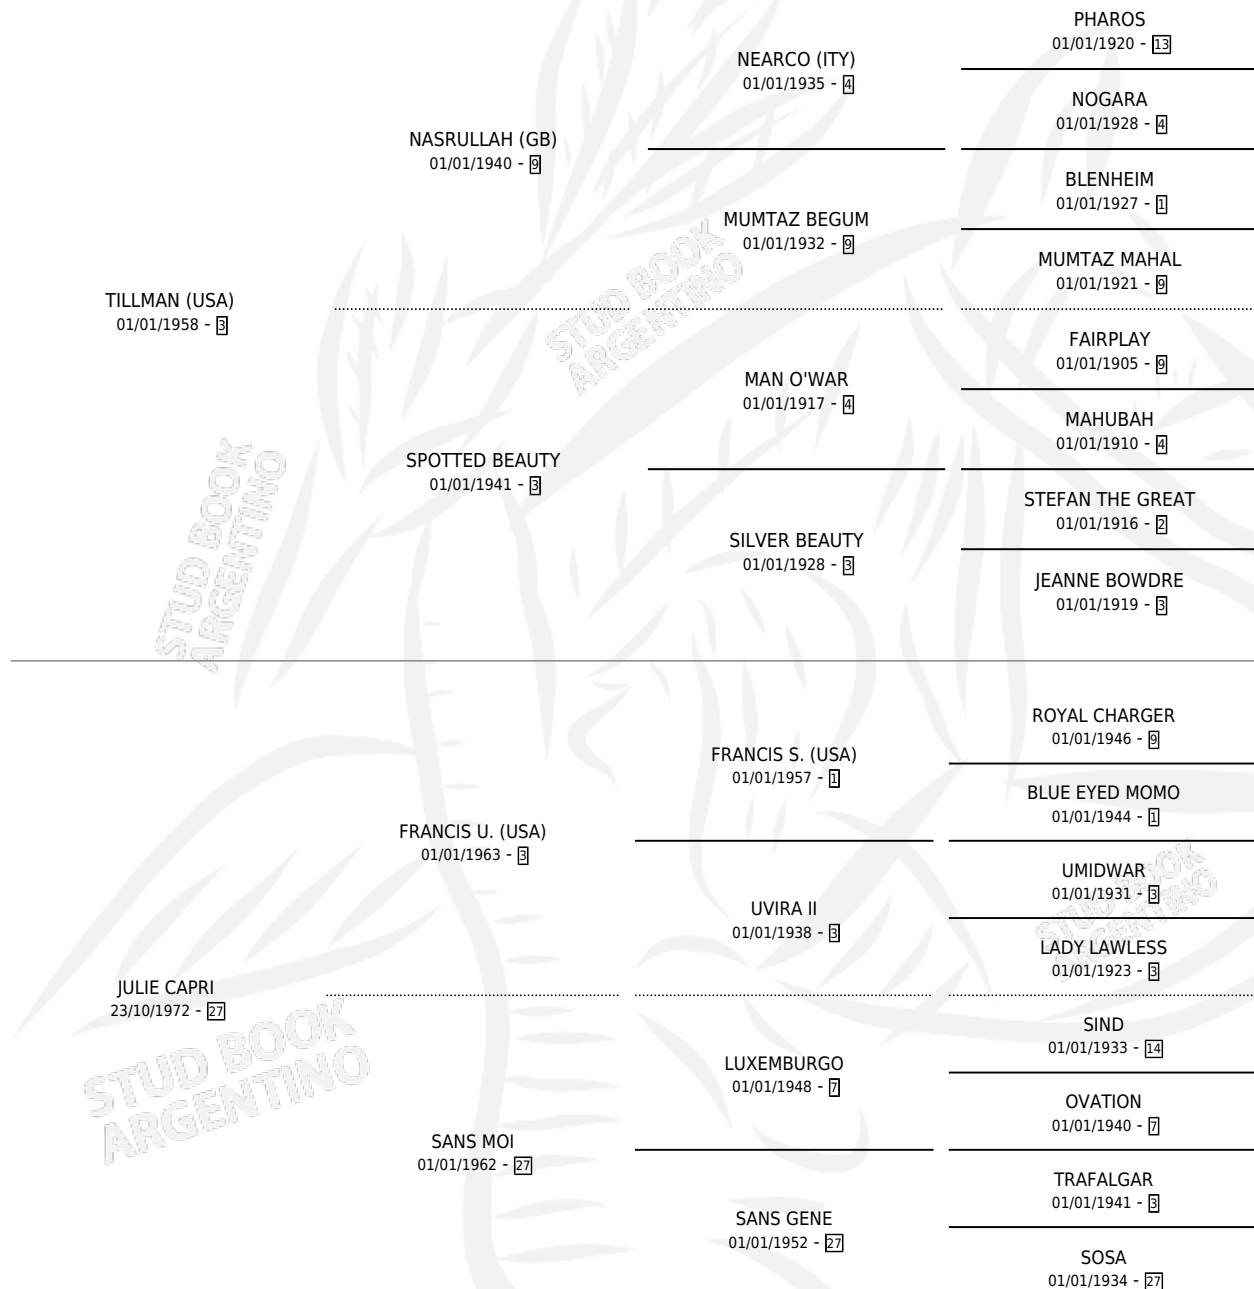 PHAROS
01/01/1920 - 13
NEARCO (ITY)
01/01/1935 - 4
NOGARA
01/01/1928 - 4
NASRULLAH (GB)
01/01/1940 - 9
BLENHEIM
01/01/1927 - 1
MUMTAZ BEGUM
01/01/1932 - 9
MUMTAZ MAHAL
01/01/1921 - 9
TILLMAN (USA)
01/01/1958 - 3
FAIRPLAY
01/01/1905 - 9
MAN O'WAR
01/01/1917 - 4
MAHUBAH
01/01/1910 - 4
SPOTTED BEAUTY
01/01/1941 - 3
STEFAN THE GREAT
01/01/1916 - 2
SILVER BEAUTY
01/01/1928 - 3
JEANNE BOWDRE
01/01/1919 - 3
ROYAL CHARGER
01/01/1946 - 9
FRANCIS S. (USA)
01/01/1957 - 1
BLUE EYED MOMO
01/01/1944 - 1
FRANCIS U. (USA)
01/01/1963 - 3
UMIDWAR
01/01/1931 - 3
UVIRA II
01/01/1938 - 3
LADY LAWLESS
01/01/1923 - 3
JULIE CAPRI
23/10/1972 - 27
SIND
01/01/1933 - 14
LUXEMBURGO
01/01/1948 - 7
OVATION
01/01/1940 - 7
SANS MOI
01/01/1962 - 27
TRAFALGAR
01/01/1941 - 3
SANS GENE
01/01/1952 - 27
SOSA
01/01/1934 - 27
STUD BOOK
ARGENTINO
STUD BOOK
ARGENTINO
STUD BOOK
ARGENTINO
STUD BOOK
ARGENTINO